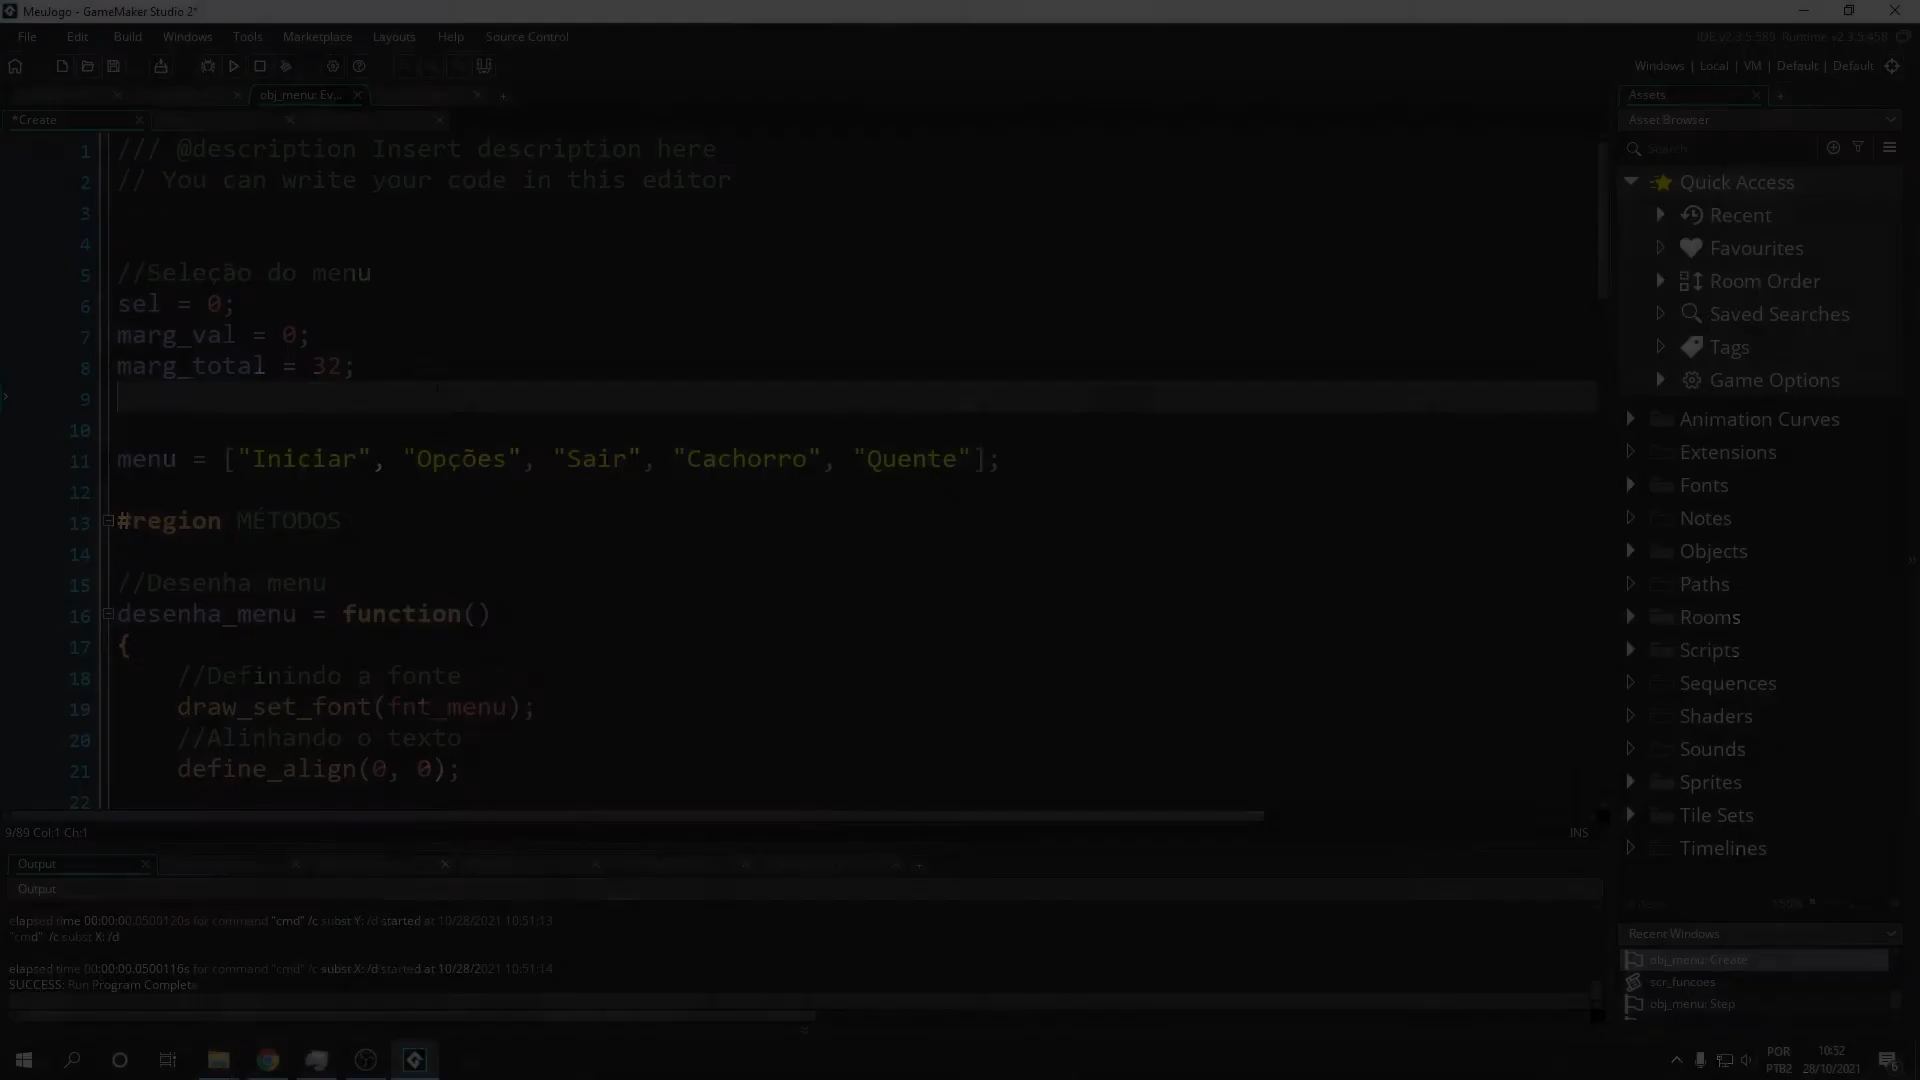 MeuJogo - GameMaker Studio 2*
File Edit Build Windows Tools Marketplace Layouts Help Source Control
IDE v2.3.5.589 Runtime v2.3.5.458
Windows | Local | VM | Default | Default
obj_menu: Ev...
*Create
1 /// @description Insert description here
2 // You can write your code in this editor
3
4
5 //Seleção do menu
6 sel = 0;
7 marg_val = 0;
8 marg_total = 32;
9
10
11 menu = ["Iniciar", "Opções", "Sair", "Cachorro", "Quente"];
12
13 #region MÉTODOS
14
15 //Desenha menu
16 desenha_menu = function()
17 {
18 //Definindo a fonte
19 draw_set_font(fnt_menu);
20 //Alinhando o texto
21 define_align(0, 0);
22
9/89 Col:1 Ch:1
INS
Output
Output
elapsed time 00:00:00.0500120s for command "cmd" /c subst Y: /d started at 10/28/2021 10:51:13
"cmd" /c subst X: /d
elapsed time 00:00:00.0500116s for command "cmd" /c subst X: /d started at 10/28/2021 10:51:14
SUCCESS: Run Program Complete
Assets
Asset Browser
Search
Quick Access
Recent
Favourites
Room Order
Saved Searches
Tags
Game Options
Animation Curves
Extensions
Fonts
Notes
Objects
Paths
Rooms
Scripts
Sequences
Shaders
Sounds
Sprites
Tile Sets
Timelines
Recent Windows
obj_menu: Create
scr_funcoes
obj_menu: Step
POR
PTB2
10:52
28/10/2021